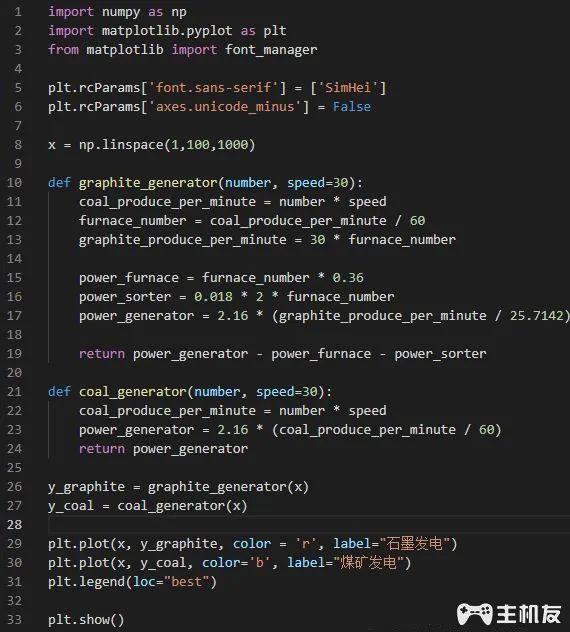 1 import numpy as np
2 import matplotlib.pyplot as plt
3 from matplotlib import font_manager
4
5 plt.rcParams['font.sans-serif'] = ['SimHei']
6 plt.rcParams['axes.unicode_minus'] = False
7
8 x = np.linspace(1,100,1000)
9
10 def graphite_generator(number, speed=30):
11     coal_produce_per_minute = number * speed
12     furnace_number = coal_produce_per_minute / 60
13     graphite_produce_per_minute = 30 * furnace_number
14
15     power_furnace = furnace_number * 0.36
16     power_sorter = 0.018 * 2 * furnace_number
17     power_generator = 2.16 * (graphite_produce_per_minute / 25.7142)
18
19     return power_generator - power_furnace - power_sorter
20
21 def coal_generator(number, speed=30):
22     coal_produce_per_minute = number * speed
23     power_generator = 2.16 * (coal_produce_per_minute / 60)
24     return power_generator
25
26 y_graphite = graphite_generator(x)
27 y_coal = coal_generator(x)
28
29 plt.plot(x, y_graphite, color = 'r', label="石墨发电")
30 plt.plot(x, y_coal, color='b', label="煤矿发电")
31 plt.legend(loc="best")
32
33 plt.show()
主机友